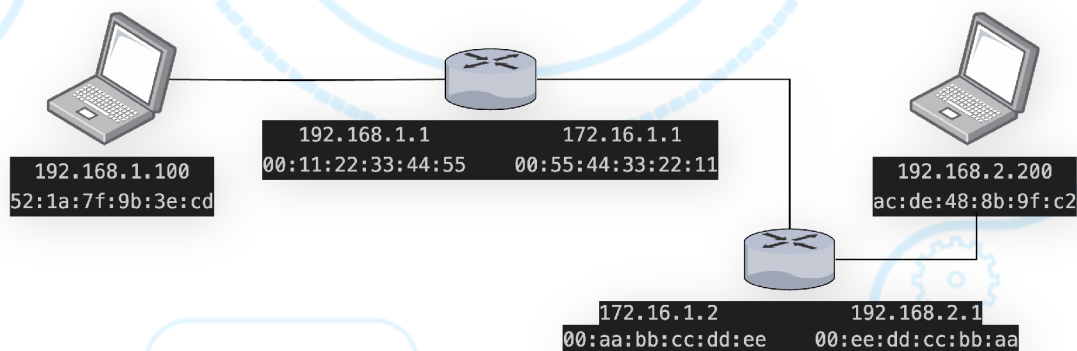 192.168.1.1 172.16.1.1
00:11:22:33:44:55 00:55:44:33:22:11
192.168.1.100
52:1a:7f:9b:3e:cd
192.168.2.200
ac:de:48:8b:9f:c2
172.16.1.2 192.168.2.1
00:aa:bb:cc:dd:ee 00:ee:dd:cc:bb:aa